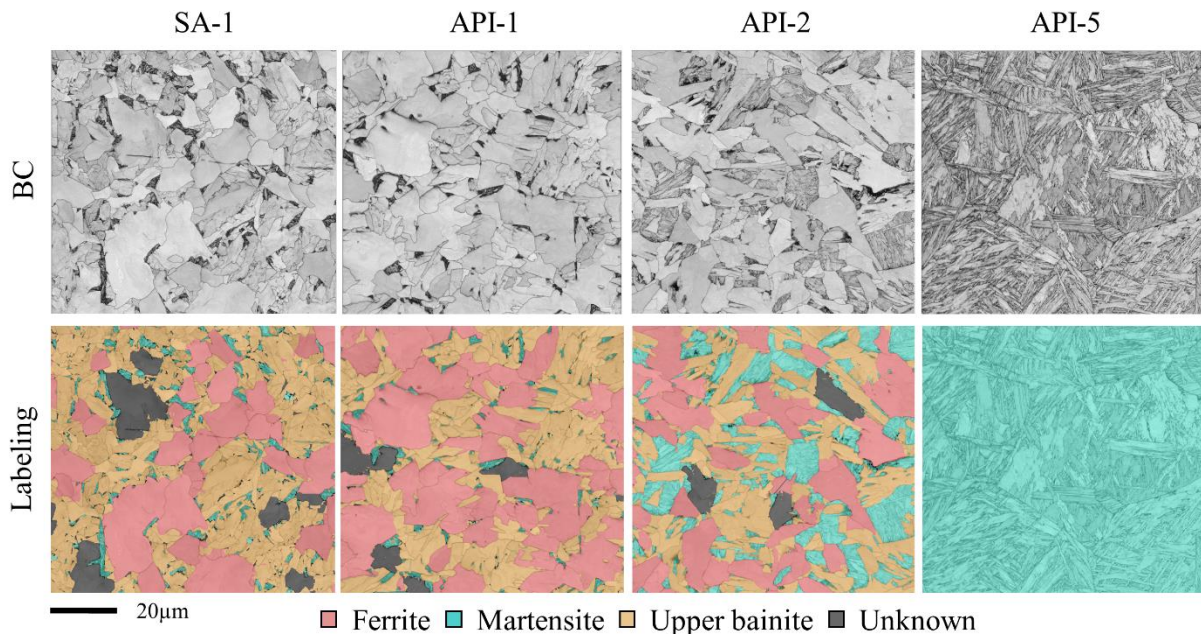 SA-1 API-1 API-2 API-5
BC
Labeling
20µm
Ferrite Martensite Upper bainite Unknown